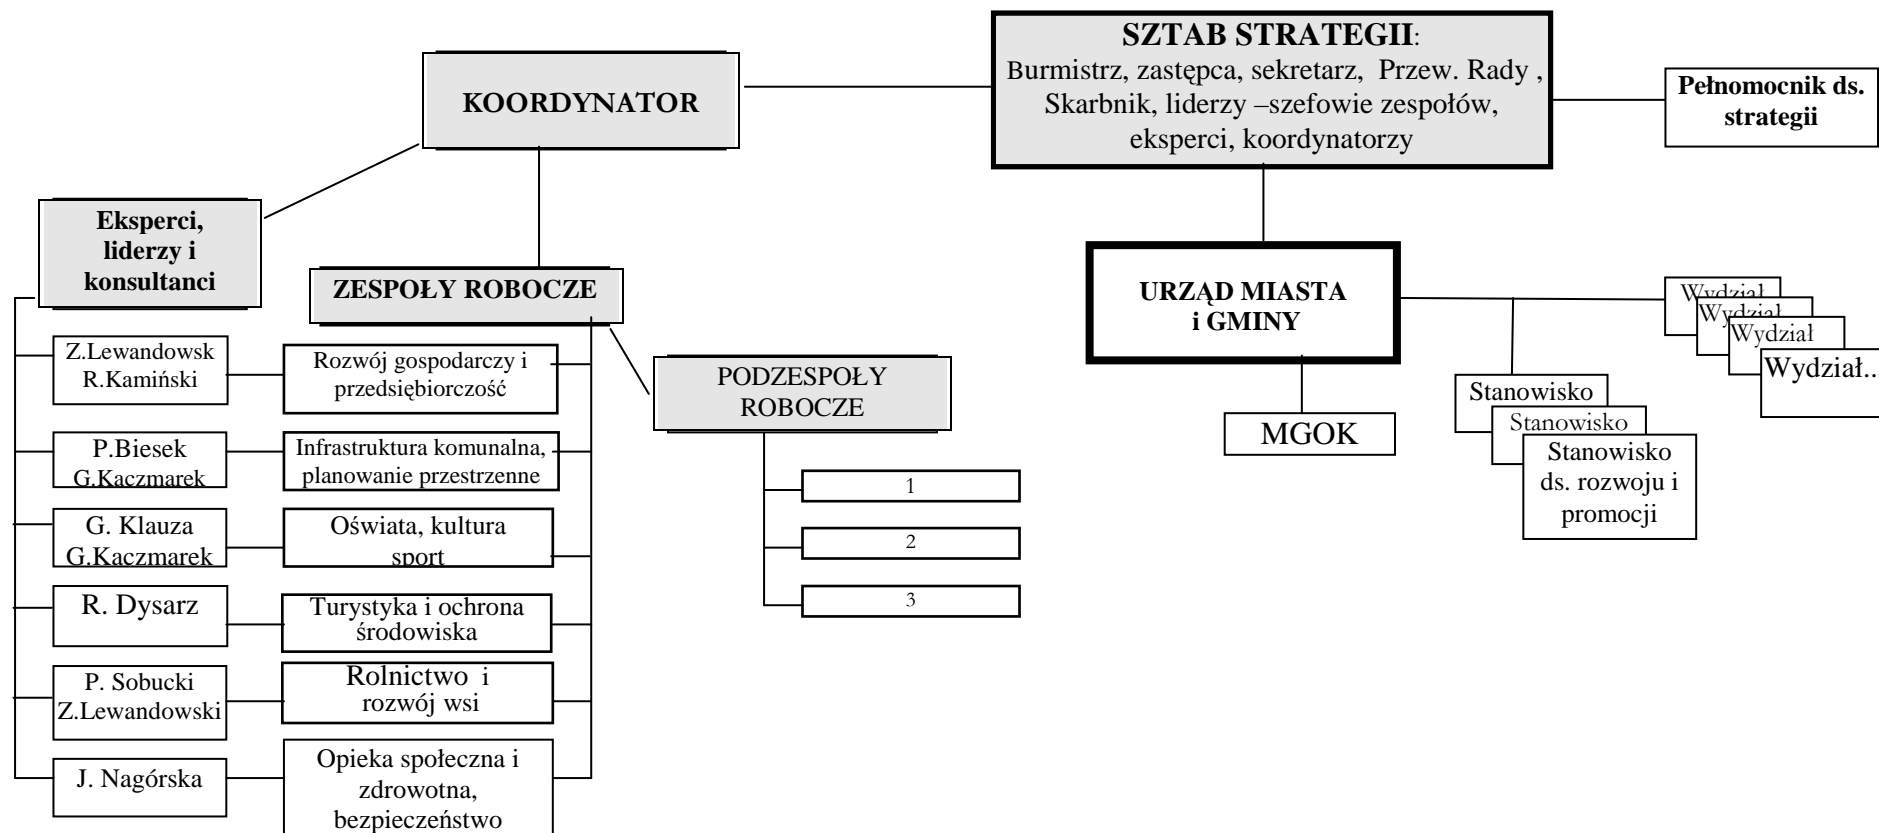 SZTAB STRATEGII:
Burmistrz, zastępca, sekretarz, Przew. Rady ,
Skarbnik, liderzy –szefowie zespołów,
eksperci, koordynatorzy
KOORDYNATOR
Pełnomocnik ds.
strategii
Eksperci,
liderzy i
konsultanci
ZESPOŁY ROBOCZE
URZĄD MIASTA
i GMINY
Wydział
Wydział
Wydział
Wydział..
Z.Lewandowsk
R.Kamiński
Rozwój gospodarczy i
przedsiębiorczość
PODZESPOŁY
ROBOCZE
MGOK
Stanowisko
Stanowisko
Stanowisko
ds. rozwoju i
promocji
P.Biesek
G.Kaczmarek
Infrastruktura komunalna,
planowanie przestrzenne
1
2
3
G. Klauza
G.Kaczmarek
Oświata, kultura
sport
R. Dysarz
Turystyka i ochrona
środowiska
P. Sobucki
Z.Lewandowski
Rolnictwo i
rozwój wsi
J. Nagórska
Opieka społeczna i
zdrowotna,
bezpieczeństwo